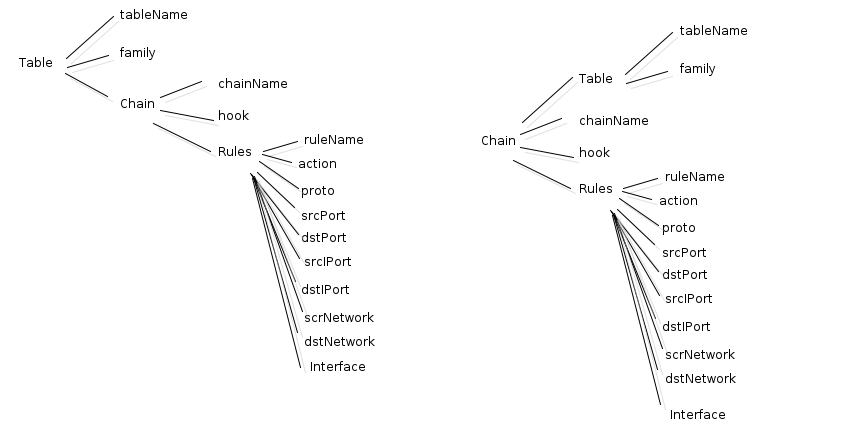 tableName
family
Table
chainName
Chain
hook
ruleName
Rules
action
proto
srcPort
dstPort
srcIPort
dstIPort
scrNetwork
dstNetwork
Interface
tableName
family
Table
chainName
Chain
hook
ruleName
Rules
action
proto
srcPort
dstPort
srcIPort
dstIPort
scrNetwork
dstNetwork
Interface